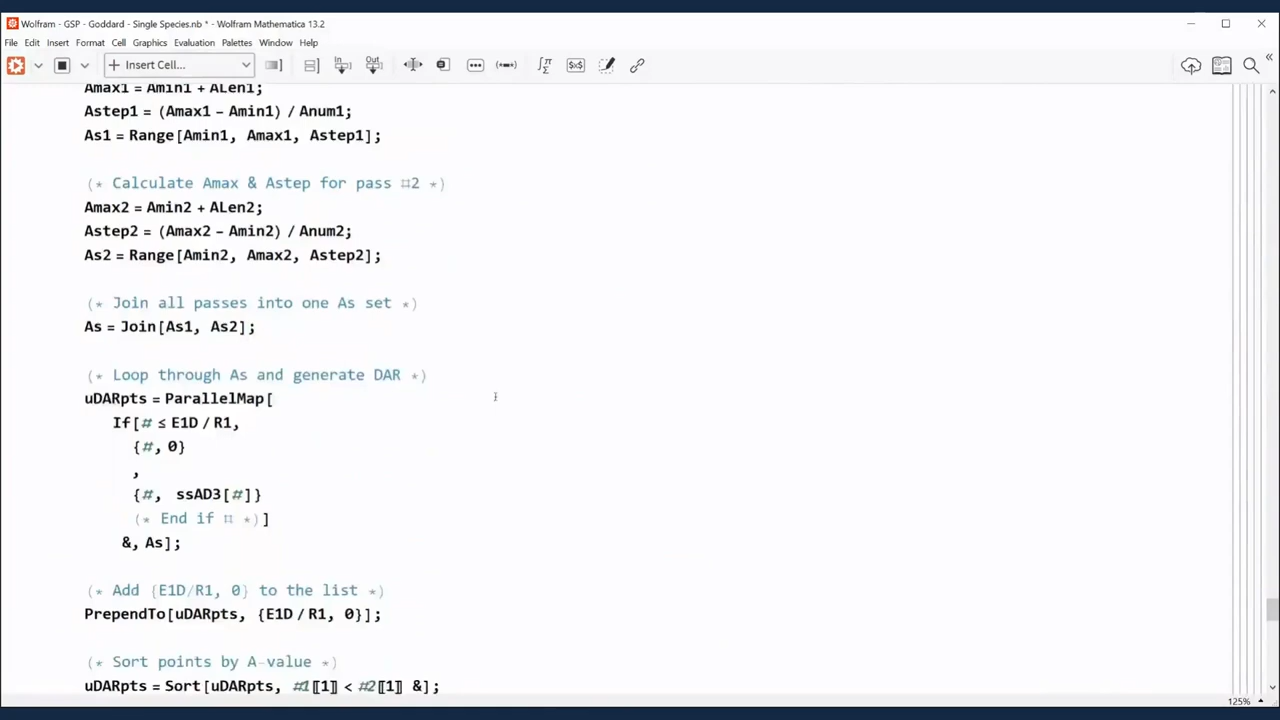 Wolfram - GSP - Goddard - Single Species.nb * - Wolfram Mathematica 13.2
File Edit Insert Format Cell Graphics Evaluation Palettes Window Help
+ Insert Cell...
In Out
Amax1 = Amin1 + ALen1;
Astep1 = (Amax1 - Amin1) / Anum1;
As1 = Range[Amin1, Amax1, Astep1];
(* Calculate Amax & Astep for pass #2 *)
Amax2 = Amin2 + ALen2;
Astep2 = (Amax2 - Amin2) / Anum2;
As2 = Range[Amin2, Amax2, Astep2];
(* Join all passes into one As set *)
As = Join[As1, As2];
(* Loop through As and generate DAR *)
uDARpts = ParallelMap[
If[# ≤ E1D / R1,
{#, 0}
,
{#, ssAD3[#]}
(* End if # *)]
&, As];
(* Add {E1D/R1, 0} to the list *)
PrependTo[uDARpts, {E1D / R1, 0}];
(* Sort points by A-value *)
uDARpts = Sort[uDARpts, #1[[1]] < #2[[1]] &];
125%